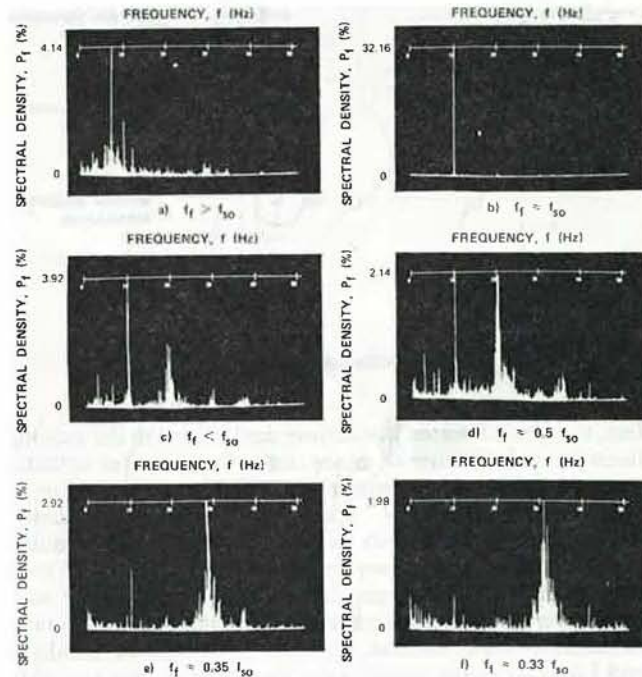 FREQUENCY, f (Hz)
SPECTRAL DENSITY, Pf (%)
4.14
0
a) ff > fso
FREQUENCY, f (Hz)
SPECTRAL DENSITY, Pf (%)
32.16
0
b) ff ≈ fso
FREQUENCY, f (Hz)
SPECTRAL DENSITY, Pf (%)
3.92
0
c) ff < fso
FREQUENCY, f (Hz)
SPECTRAL DENSITY, Pf (%)
2.14
0
d) ff ≈ 0.5 fso
FREQUENCY, f (Hz)
SPECTRAL DENSITY, Pf (%)
2.92
0
e) ff ≈ 0.35 fso
FREQUENCY, f (Hz)
SPECTRAL DENSITY, Pf (%)
1.98
0
f) ff ≈ 0.33 fso